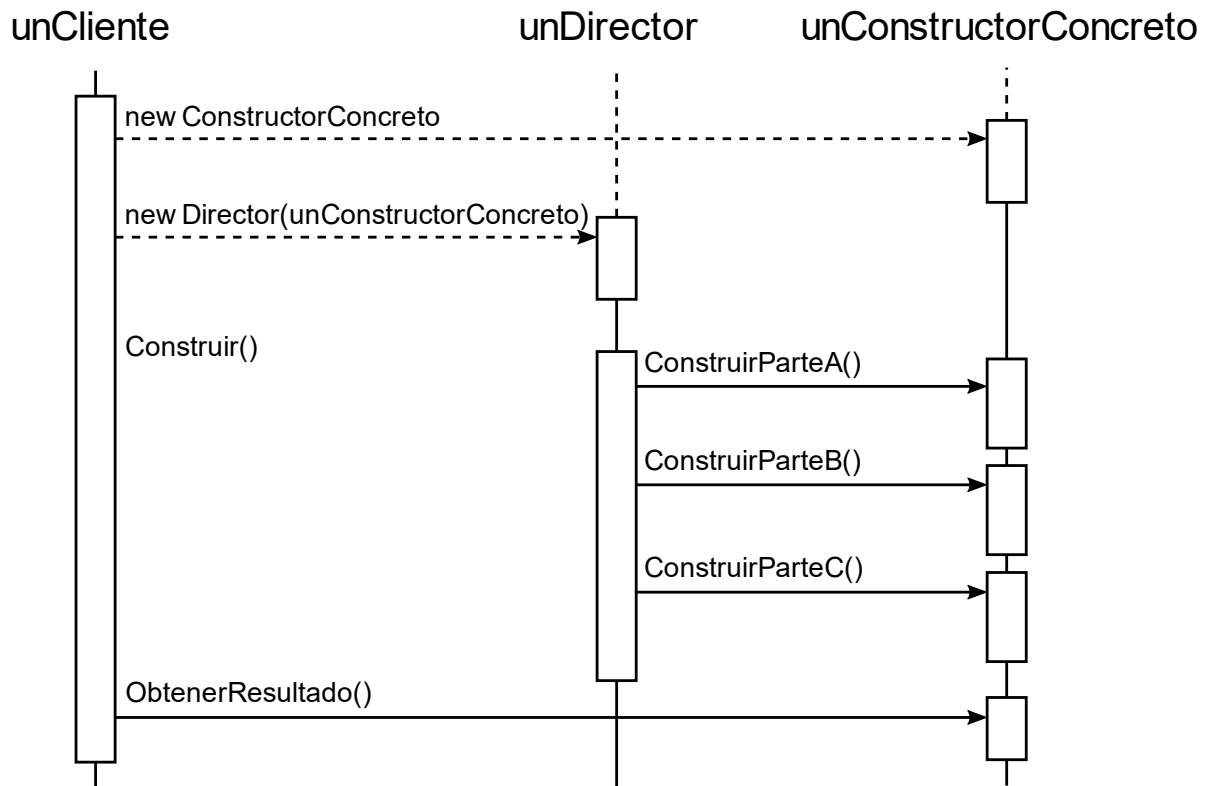 unCliente
unDirector
unConstructorConcreto
new ConstructorConcreto
new Director(unConstructorConcreto)
Construir()
ConstruirParteA()
ConstruirParteB()
ConstruirParteC()
ObtenerResultado()